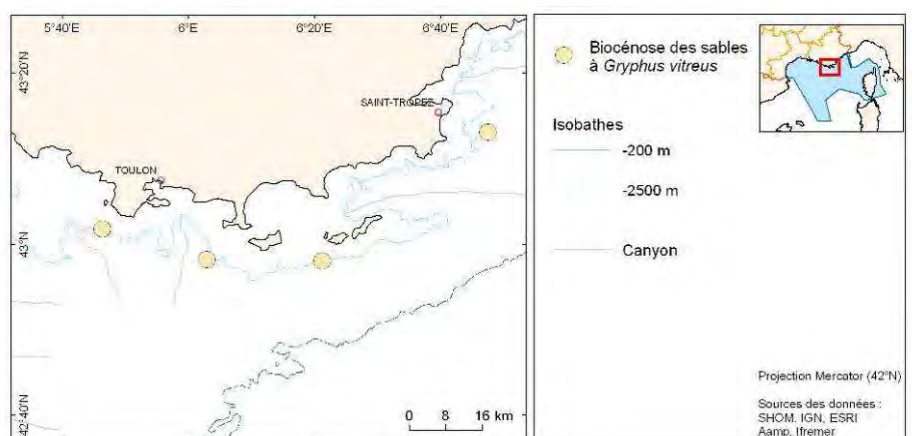 5°40'E
6°E
6°20'E
6°40'E
43°20'N
43°N
42°40'N
SAINT-TROPEZ
TOULON
0 8 16 km
Biocénose des sables
à Gryphus vitreus
Isobathes
-200 m
-2500 m
Canyon
Projection Mercator (42°N)
Sources des données :
SHOM, IGN, ESRI
Aamp, Ifremer